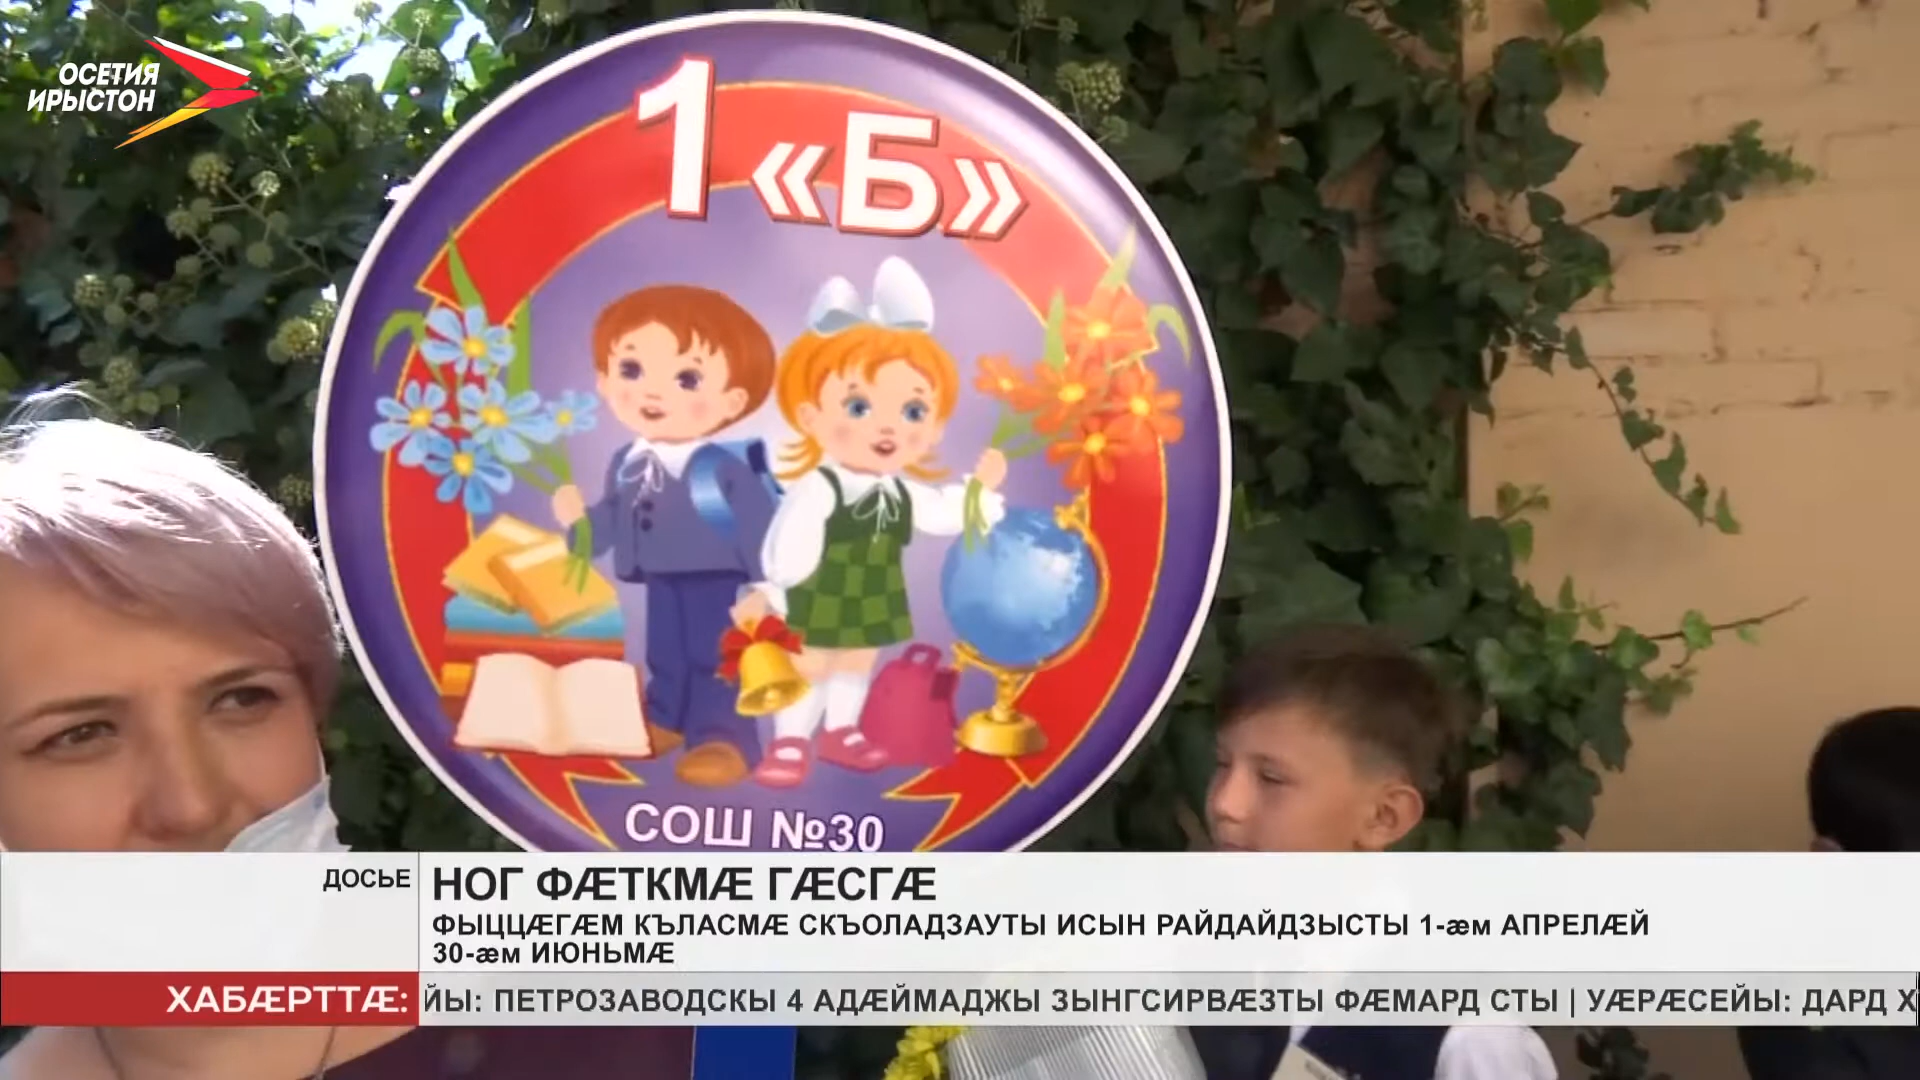 ОСЕТИЯ
ИРЫСТОН
1 «Б»
СОШ №30
ДОСЬЕ
НОГ ФÆТКМÆ ГÆСГÆ
ФЫЦЦÆГÆМ КЪЛАСМÆ СКЪОЛАДЗАУТЫ ИСЫН РАЙДАЙДЗЫСТЫ 1-æм АПРЕЛÆЙ
30-æм ИЮНЬМÆ
ХАБÆРТТÆ:
ЙЫ: ПЕТРОЗАВОДСКЫ 4 АДÆЙМАДЖЫ ЗЫНГСИРВÆЗТЫ ФÆМАРД СТЫ | УÆРÆСЕЙЫ: ДАРД Х